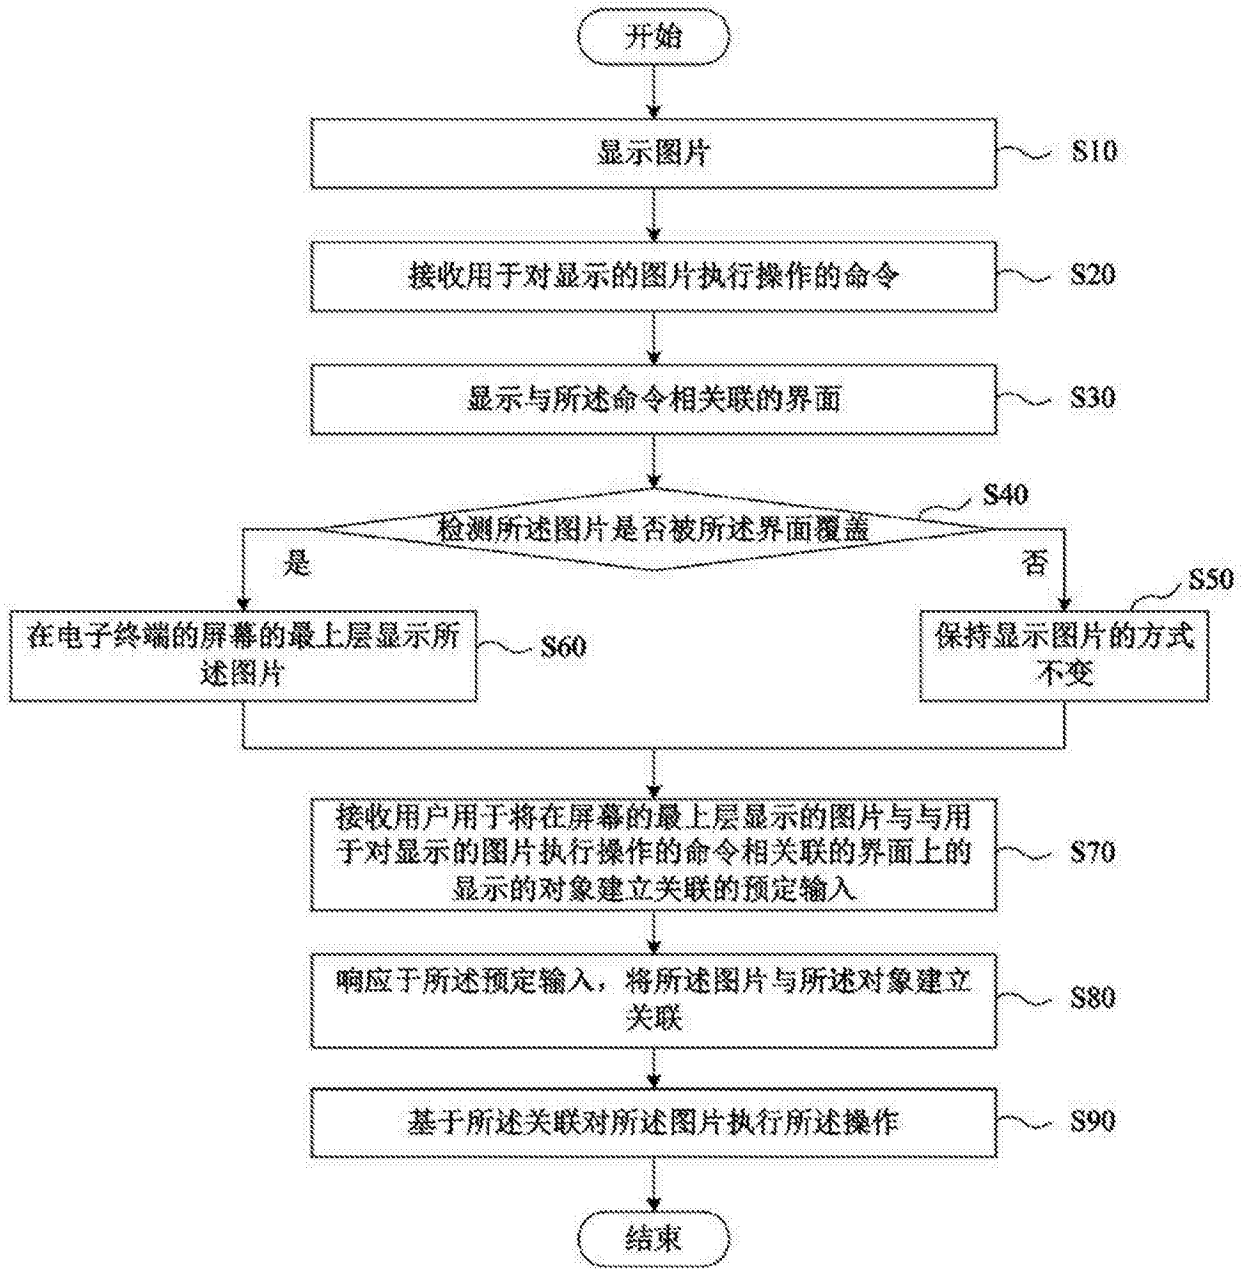 开始
显示图片
S10
接收用于对显示的图片执行操作的命令
S20
显示与所述命令相关联的界面
S30
S40
检测所述图片是否被所述界面覆盖
是
否
S50
在电子终端的屏幕的最上层显示所
述图片
S60
保持显示图片的方式
不变
接收用户用于将在屏幕的最上层显示的图片与与用
于对显示的图片执行操作的命令相关联的界面上的
显示的对象建立关联的预定输入
S70
响应于所述预定输入，将所述图片与所述对象建立
关联
S80
基于所述关联对所述图片执行所述操作
S90
结束